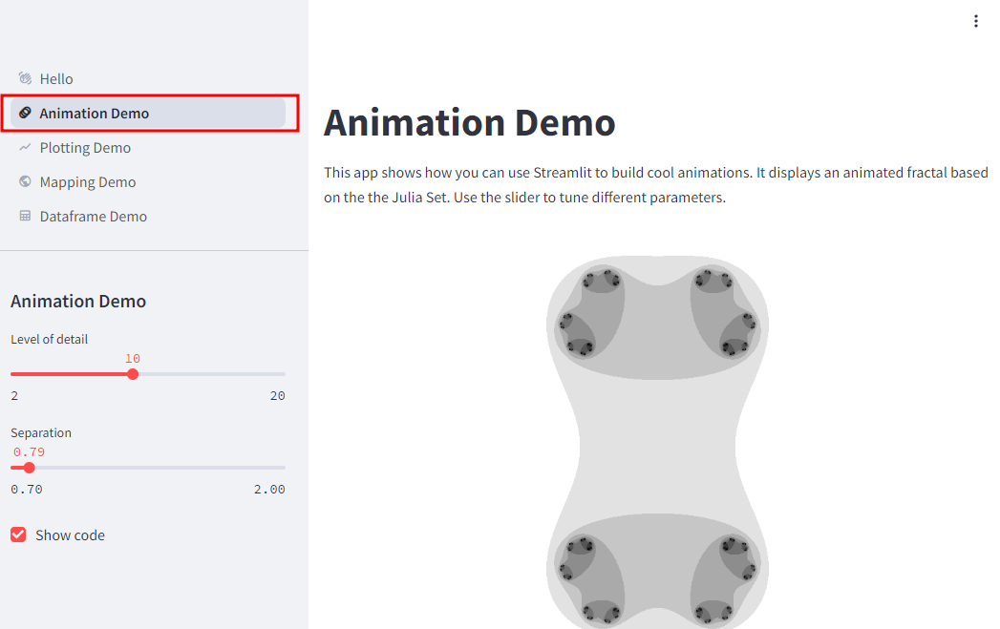 Hello
Animation Demo
Plotting Demo
Mapping Demo
Dataframe Demo
Animation Demo
Level of detail
10
2 20
Separation
0.79
0.70 2.00
Show code
Animation Demo
This app shows how you can use Streamlit to build cool animations. It displays an animated fractal based
on the the Julia Set. Use the slider to tune different parameters.